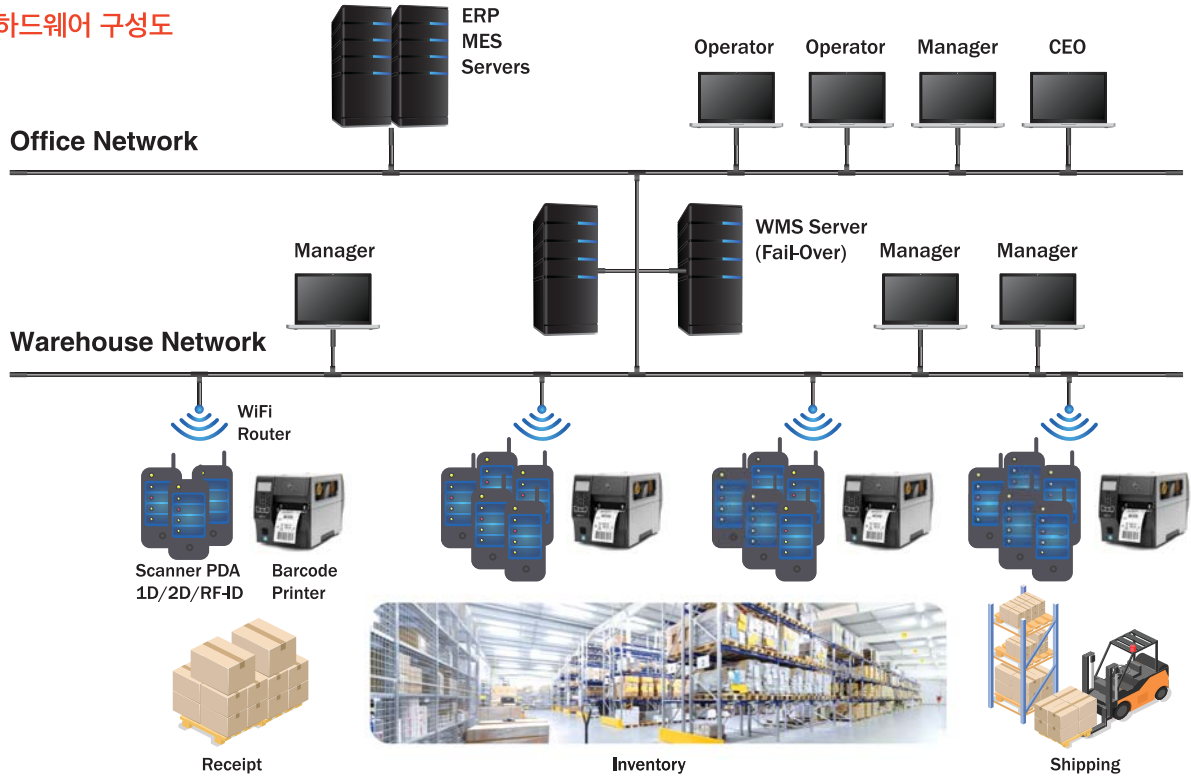 하드웨어 구성도
ERP
MES
Servers
Operator
Operator
Manager
CEO
Office Network
Manager
WMS Server
(Fail-Over)
Manager
Manager
Warehouse Network
WiFi
Router
Scanner PDA
1D/2D/RF-ID
Barcode
Printer
Receipt
Inventory
Shipping